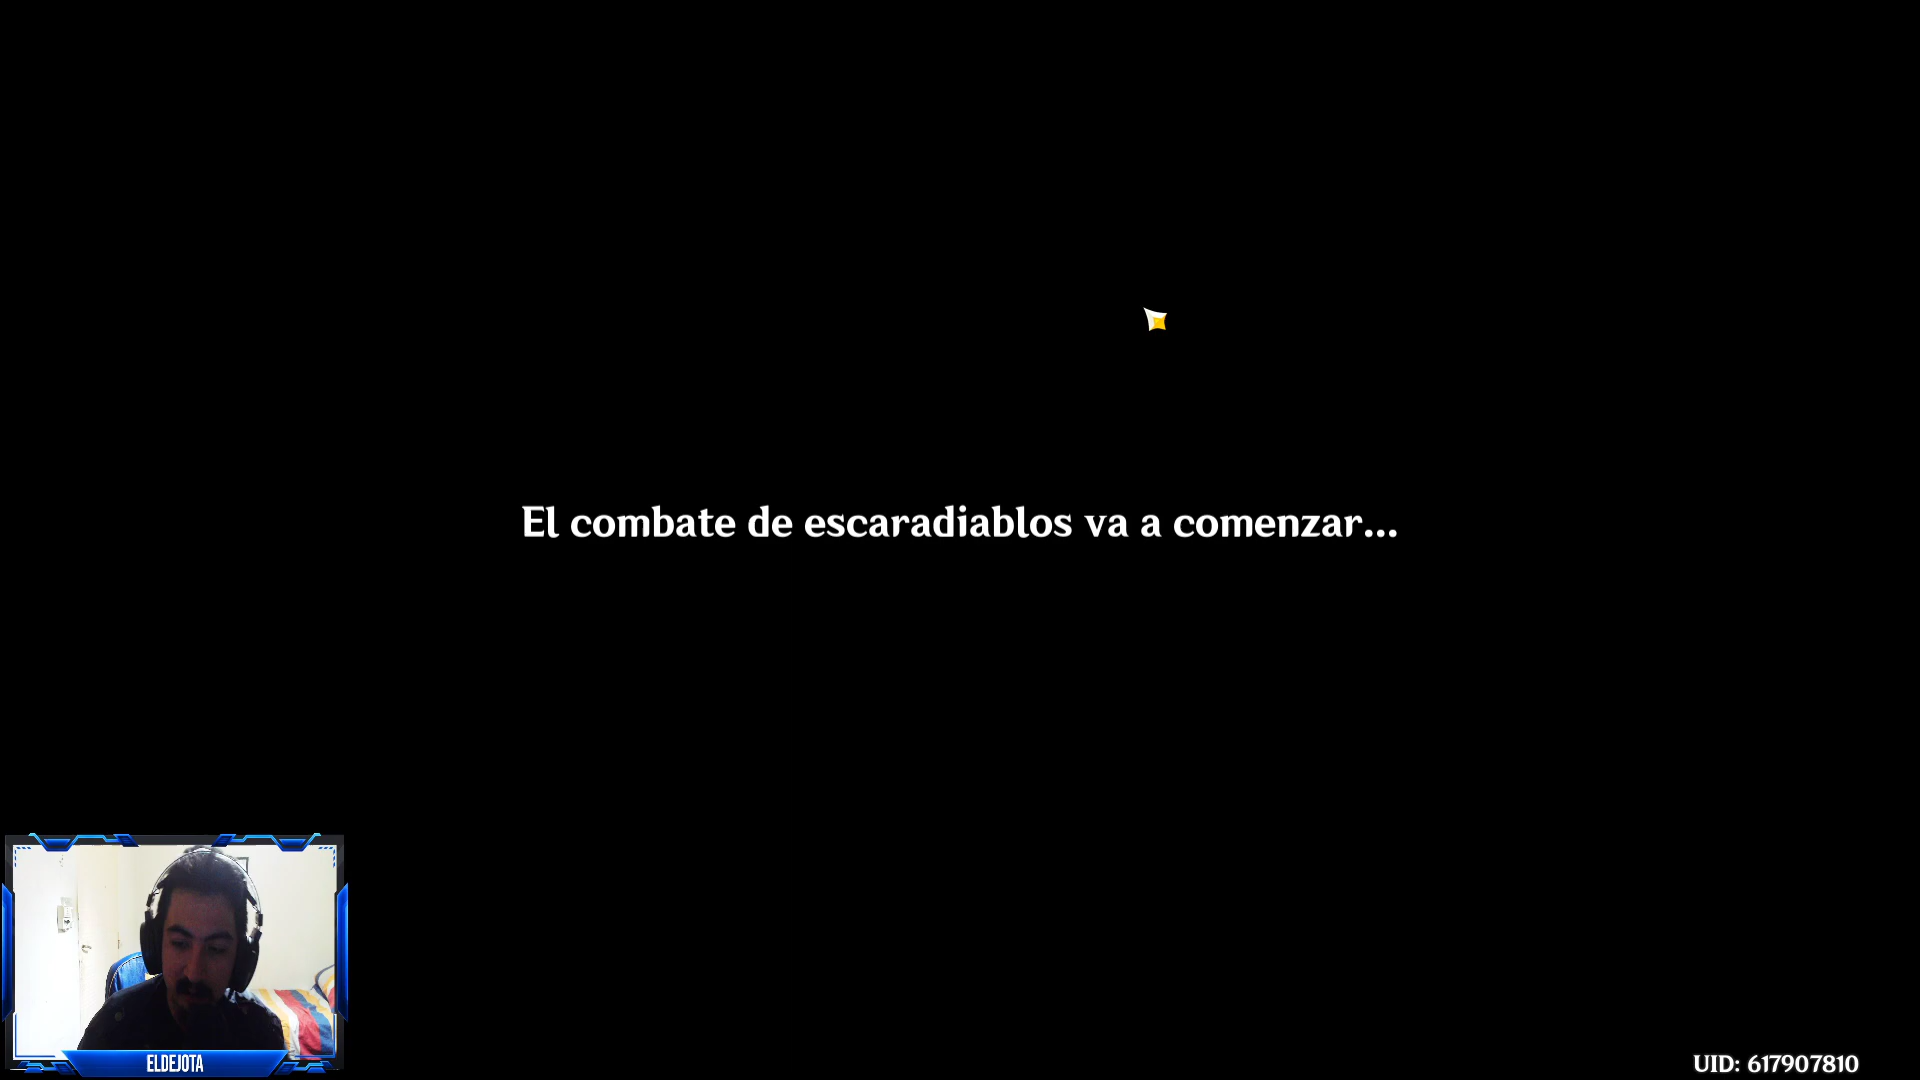 El combate de escaradiablos va a comenzar...
ELDEJOTA
UID: 617907810